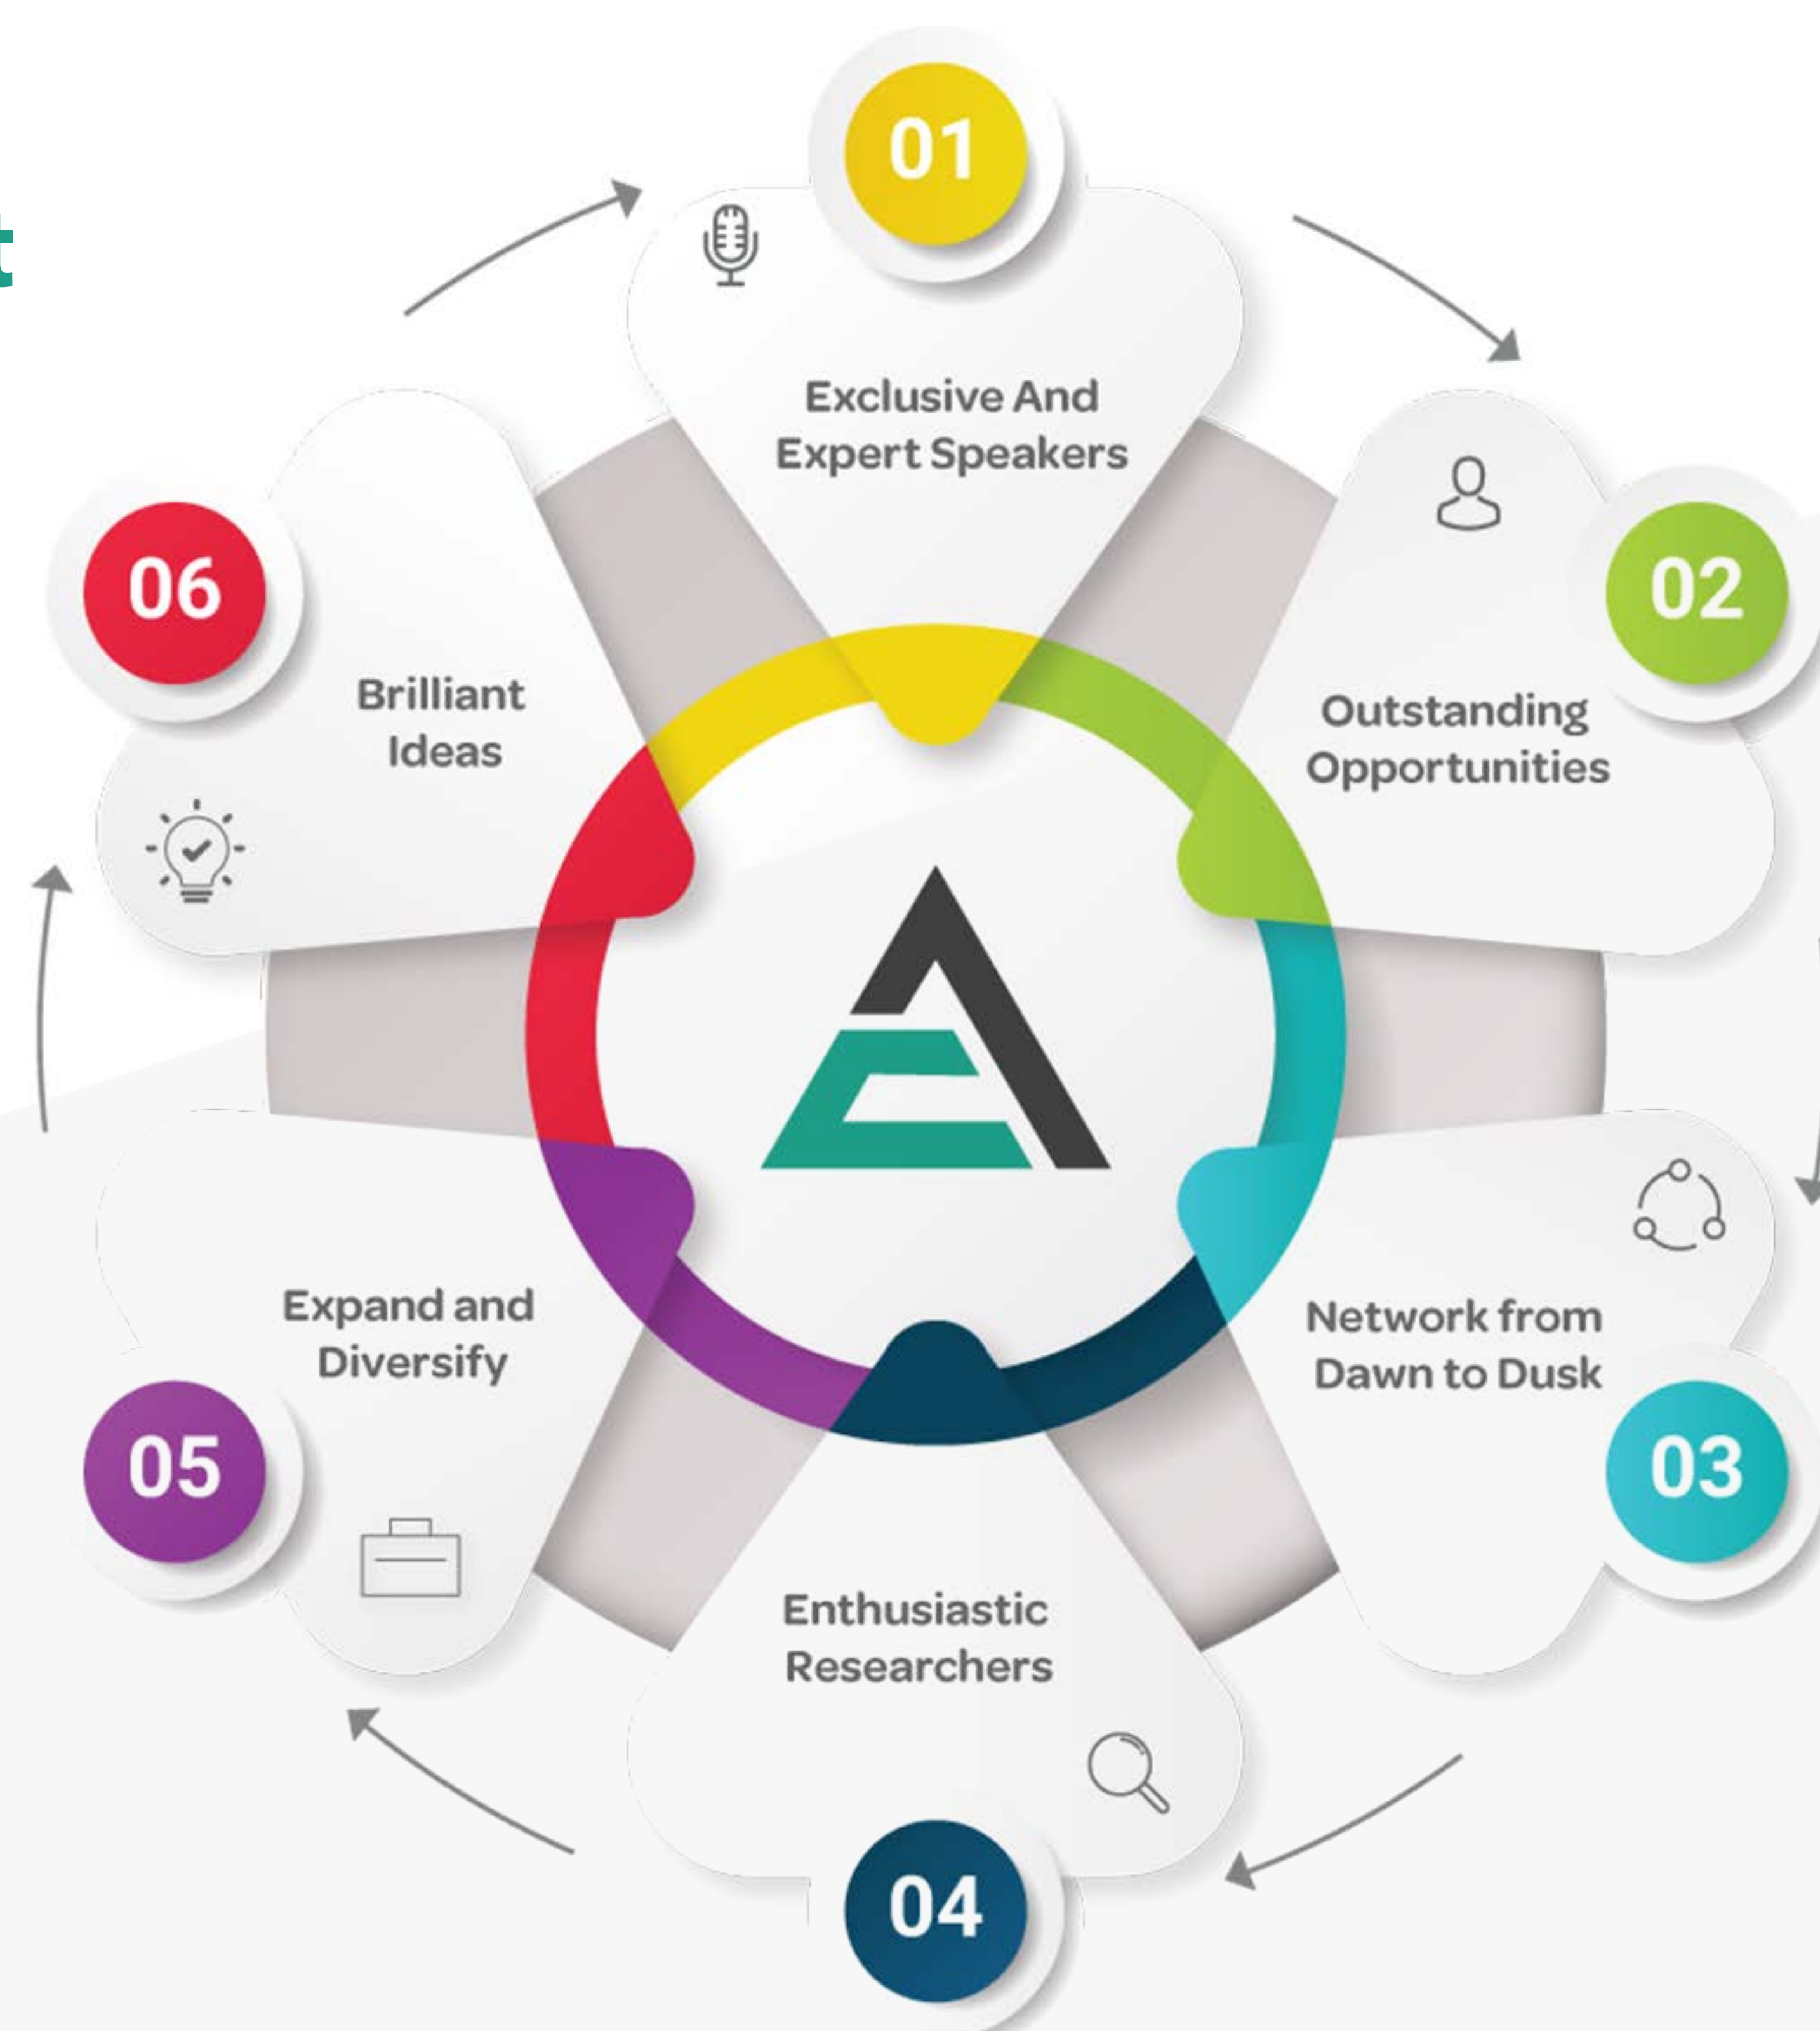 t
01
Exclusive And
Expert Speakers
02
Outstanding
Opportunities
Network from
Dawn to Dusk
03
Enthusiastic
Researchers
04
Expand and
Diversify
05
06
Brilliant
Ideas